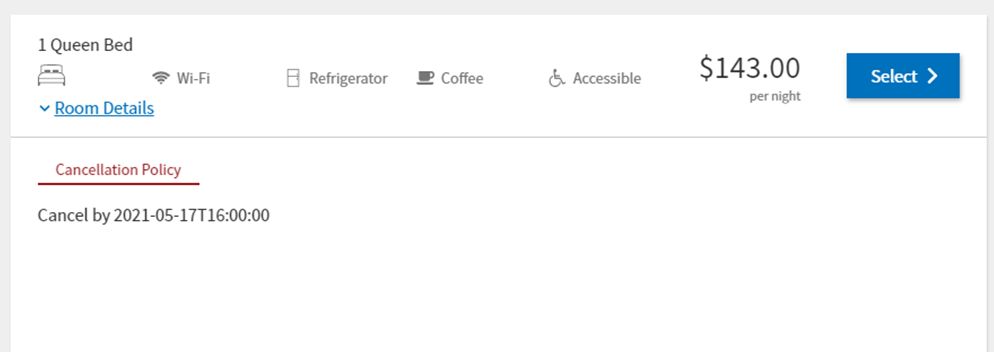 1 Queen Bed
Wi-Fi Refrigerator Coffee Accessible $143.00 Select
per night
Room Details
Cancellation Policy
Cancel by 2021-05-17T16:00:00